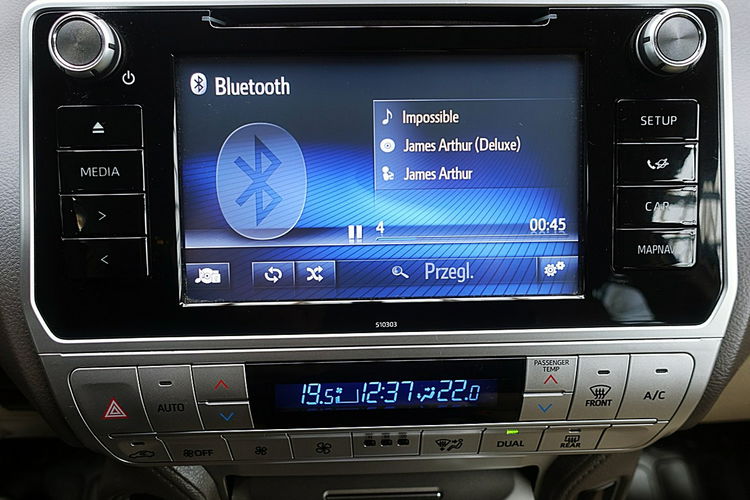 Bluetooth
Impossible
James Arthur (Deluxe)
James Arthur
4
00:45
Przegl.
MEDIA
>
<
SETUP
CAR
MAPNAV
510303
19.5 12:37 22.0
PASSENGER
TEMP
AUTO
FRONT
A/C
OFF
DUAL
REAR